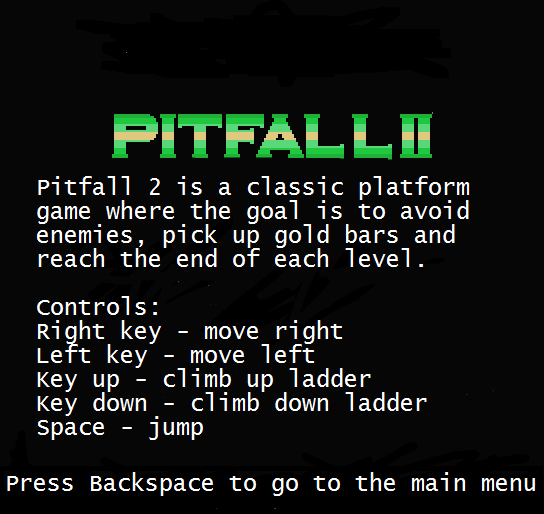 PITFALL II
Pitfall 2 is a classic platform
game where the goal is to avoid
enemies, pick up gold bars and
reach the end of each level.
Controls:
Right key - move right
Left key - move left
Key up - climb up ladder
Key down - climb down ladder
Space - jump
Press Backspace to go to the main menu